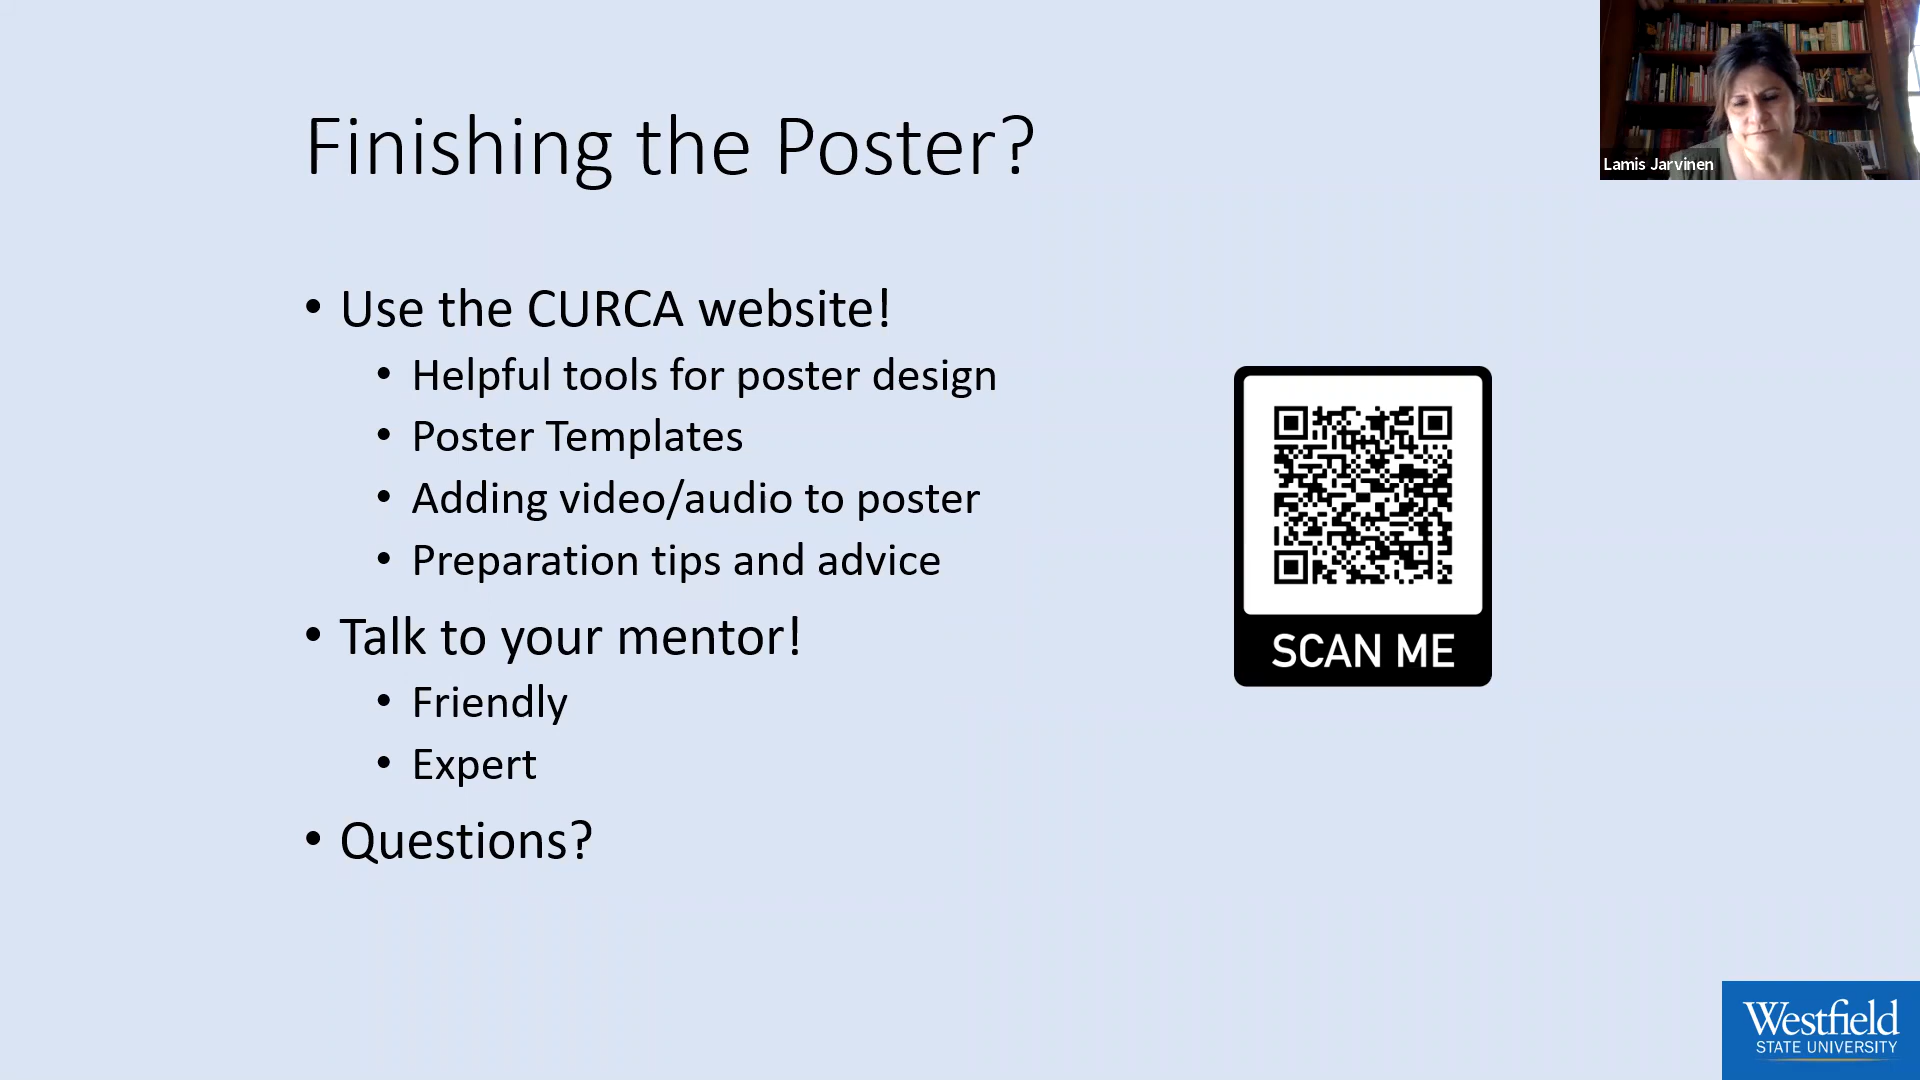 Finishing the Poster?
• Use the CURCA website!
• Helpful tools for poster design
• Poster Templates
• Adding video/audio to poster
• Preparation tips and advice
• Talk to your mentor!
• Friendly
• Expert
• Questions?
SCAN ME
Lamis Jarvinen
Westfield
STATE UNIVERSITY